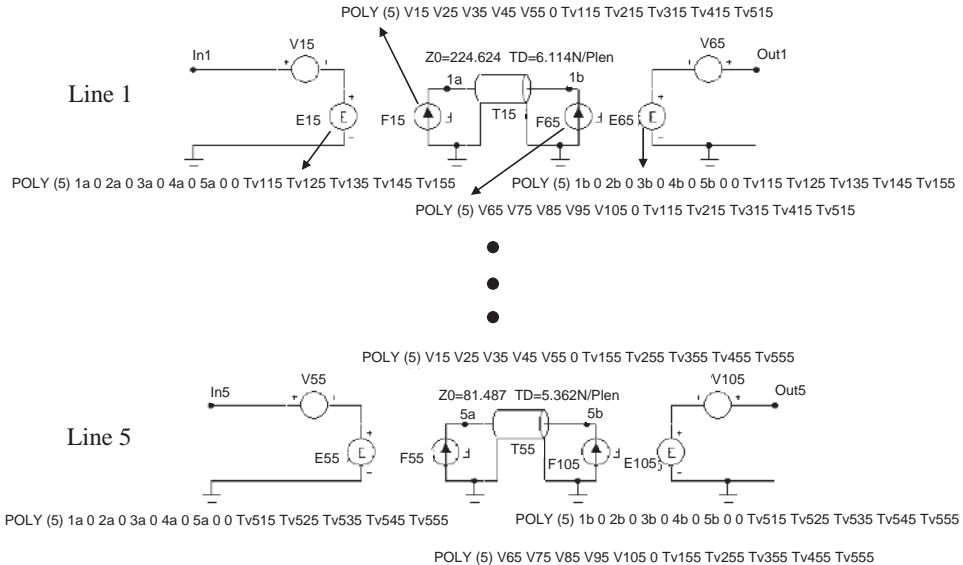 POLY (5) V15 V25 V35 V45 V55 0 Tv115 Tv215 Tv315 Tv415 Tv515
In1
V15
Z0=224.624 TD=6.114N/Plen
V65
Out1
Line 1
+
-
1a
1b
+
-
E15
E
+
-
F15
F
T15
F65
F
E65
E
+
-
POLY (5) 1a 0 2a 0 3a 0 4a 0 5a 0 0 Tv115 Tv125 Tv135 Tv145 Tv155
POLY (5) 1b 0 2b 0 3b 0 4b 0 5b 0 0 Tv115 Tv125 Tv135 Tv145 Tv155
POLY (5) V65 V75 V85 V95 V105 0 Tv115 Tv215 Tv315 Tv415 Tv515
POLY (5) V15 V25 V35 V45 V55 0 Tv155 Tv255 Tv355 Tv455 Tv555
In5
V55
Z0=81.487 TD=5.362N/Plen
V105
Out5
Line 5
+
-
5a
5b
+
-
E55
E
+
-
F55
T55
F105
E105
E
+
-
POLY (5) 1a 0 2a 0 3a 0 4a 0 5a 0 0 Tv515 Tv525 Tv535 Tv545 Tv555
POLY (5) 1b 0 2b 0 3b 0 4b 0 5b 0 0 Tv515 Tv525 Tv535 Tv545 Tv555
POLY (5) V65 V75 V85 V95 V105 0 Tv155 Tv255 Tv355 Tv455 Tv555